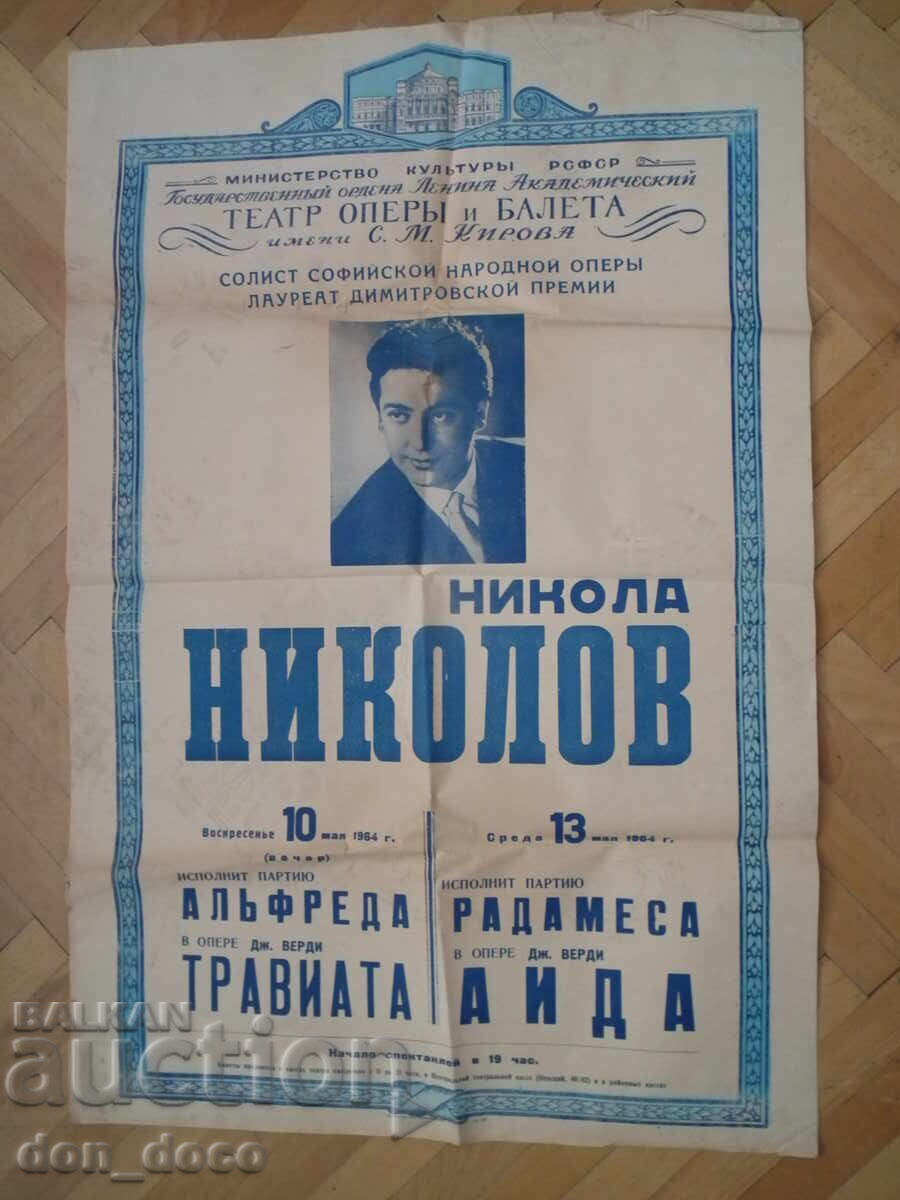 МИНИСТЕРСТВО КУЛЬТУРЫ РСФСР
Государственный ордена Ленина Академический
ТЕАТР ОПЕРЫ и БАЛЕТА
имени С. М. Кирова
СОЛИСТ СОФИЙСКОЙ НАРОДНОЙ ОПЕРЫ
ЛАУРЕАТ ДИМИТРОВСКОЙ ПРЕМИИ
НИКОЛА
НИКОЛОВ
Воскресенье 10 мая 1964 г.
(вечер)
ИСПОЛНИТ ПАРТИЮ
АЛЬФРЕДА
В ОПЕРЕ Дж. ВЕРДИ
ТРАВИАТА
Среда 13 мая 1964 г.
ИСПОЛНИТ ПАРТИЮ
РАДАМЕСА
В ОПЕРЕ Дж. ВЕРДИ
АИДА
Начало спектаклей в 19 час.
BALKAN
auction
don_doco